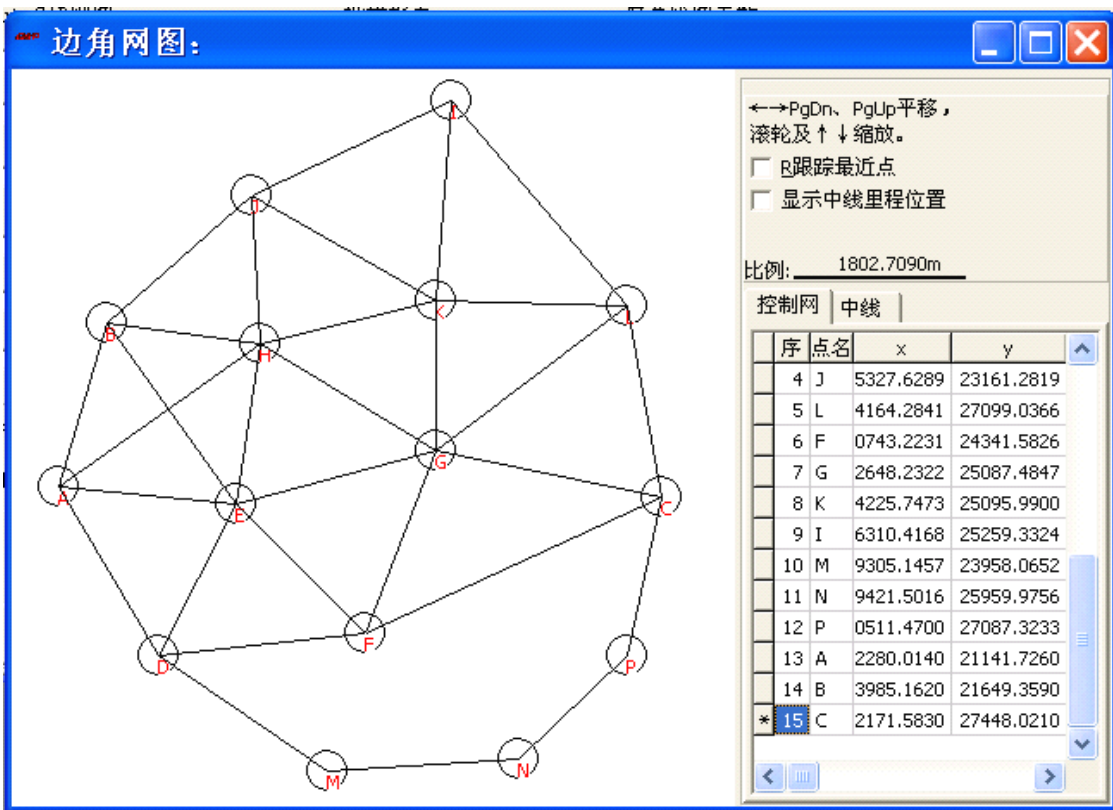 边角网图:
←→PgDn、PgUp平移,
滚轮及↑↓缩放。
R跟踪最近点
显示中线里程位置
比例: 1802.7090m
控制网 中线
序 点名 x y
4 J 5327.6289 23161.2819
5 L 4164.2841 27099.0366
6 F 0743.2231 24341.5826
7 G 2648.2322 25087.4847
8 K 4225.7473 25095.9900
9 I 6310.4168 25259.3324
10 M 9305.1457 23958.0652
11 N 9421.5016 25959.9756
12 P 0511.4700 27087.3233
13 A 2280.0140 21141.7260
14 B 3985.1620 21649.3590
* 15 C 2171.5830 27448.0210
I
J
K
L
B
H
G
A
E
C
F
D
P
M
N